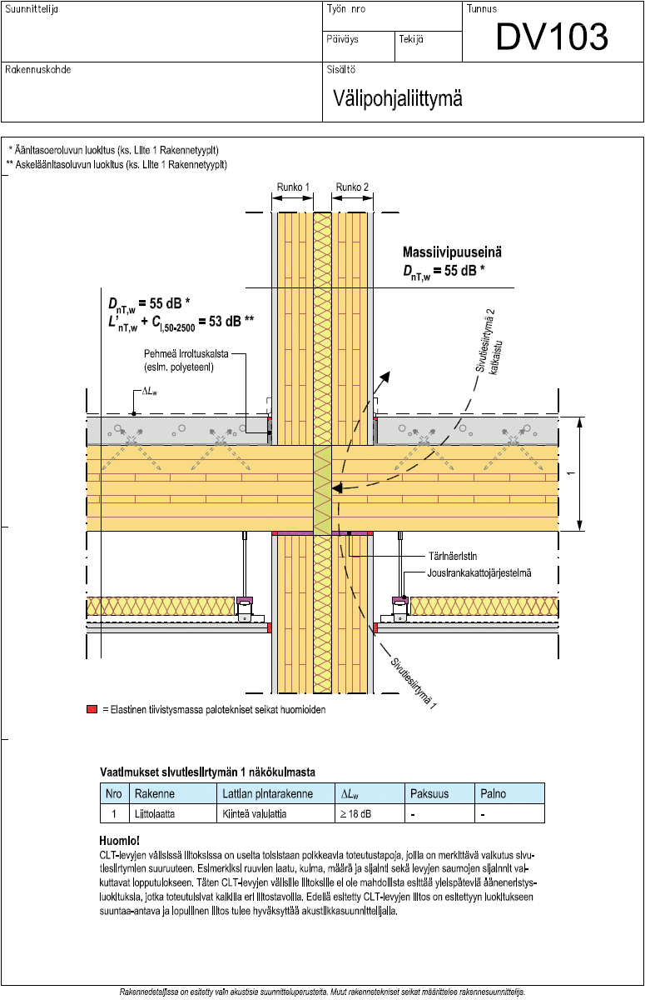 Suunnittelija
Työn nro
Tunnus
DV103
Päiväys
Tekijä
Rakennuskohde
Sisältö
Välipohjaliittymä
* Äänitasoeroluvun luokitus (ks. Liite 1 Rakennetyypit)
** Askeläänitasoluvun luokitus (ks. Liite 1 Rakennetyypit)
Runko 1
Runko 2
Massiivipuuseinä
DnT,w = 55 dB *
DnT,w = 55 dB *
L'nT,w + CI,50-2500 = 53 dB **
Sivutiesiirtymä 2
katkaistu
Pehmeä irroituskaista
(esim. polyeteeni)
ΔLw
1
Tärinäeristin
Jousirankakattojärjestelmä
Sivutiesiirtymä 1
= Elastinen tiivistysmassa palotekniset seikat huomioiden
Vaatimukset sivutiesiirtymän 1 näkökulmasta
Nro Rakenne Lattian pintarakenne ΔLw Paksuus Paino
1 Liittolaatta Kiinteä valulattia ≥ 18 dB - -
Huomio!
CLT-levyjen välisissä liitoksissa on useita toisistaan poikkeavia toteutustapoja, joilla on merkittävä vaikutus sivu-
tiesiirtymien suuruuteen. Esimerkiksi ruuvien laatu, kulma, määrä ja sijainti sekä levyjen saumojen sijainnit vai-
kuttavat lopputulokseen. Täten CLT-levyjen välisille liitoksille ei ole mahdollista esittää yleispäteviä ääneneristys-
luokituksia, jotka toteutuisivat kaikilla eri liitostavoilla. Edellä esitetty CLT-levyjen liitos on esitettyyn luokitukseen
suuntaa-antava ja lopullinen liitos tulee hyväksyttää akustiikkasuunnittelijalla.
Rakennedetaljissa on esitetty vain akustisia suunnitteluperusteita. Muut rakennetekniset seikat määrittelee rakennesuunnittelija.